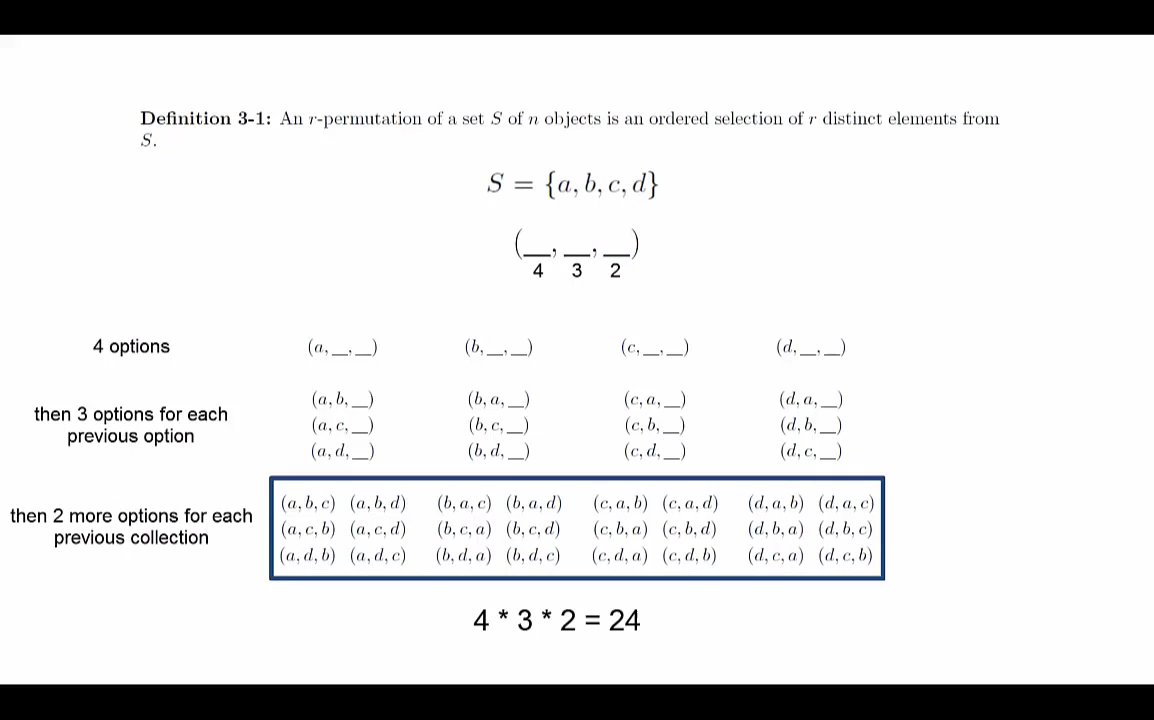 Definition 3-1: An r-permutation of a set S of n objects is an ordered selection of r distinct elements from
S.
S = {a, b, c, d}
(__, __, __)
4 3 2
4 options (a, __, __) (b, __, __) (c, __, __) (d, __, __)
then 3 options for each
previous option
(a, b, __) (b, a, __) (c, a, __) (d, a, __)
(a, c, __) (b, c, __) (c, b, __) (d, b, __)
(a, d, __) (b, d, __) (c, d, __) (d, c, __)
then 2 more options for each
previous collection
(a, b, c) (a, b, d) (b, a, c) (b, a, d) (c, a, b) (c, a, d) (d, a, b) (d, a, c)
(a, c, b) (a, c, d) (b, c, a) (b, c, d) (c, b, a) (c, b, d) (d, b, a) (d, b, c)
(a, d, b) (a, d, c) (b, d, a) (b, d, c) (c, d, a) (c, d, b) (d, c, a) (d, c, b)
4 * 3 * 2 = 24